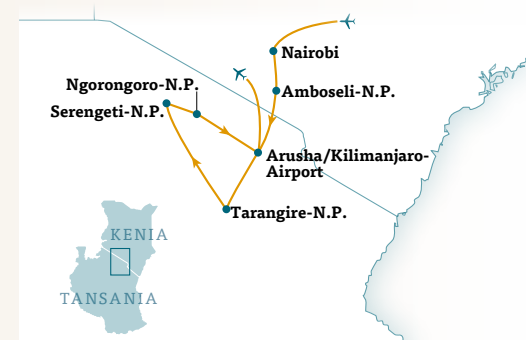 Nairobi
Ngorongoro-N.P.
Amboseli-N.P.
Serengeti-N.P.
Arusha/Kilimanjaro-
Airport
Tarangire-N.P.
KENIA
TANSANIA